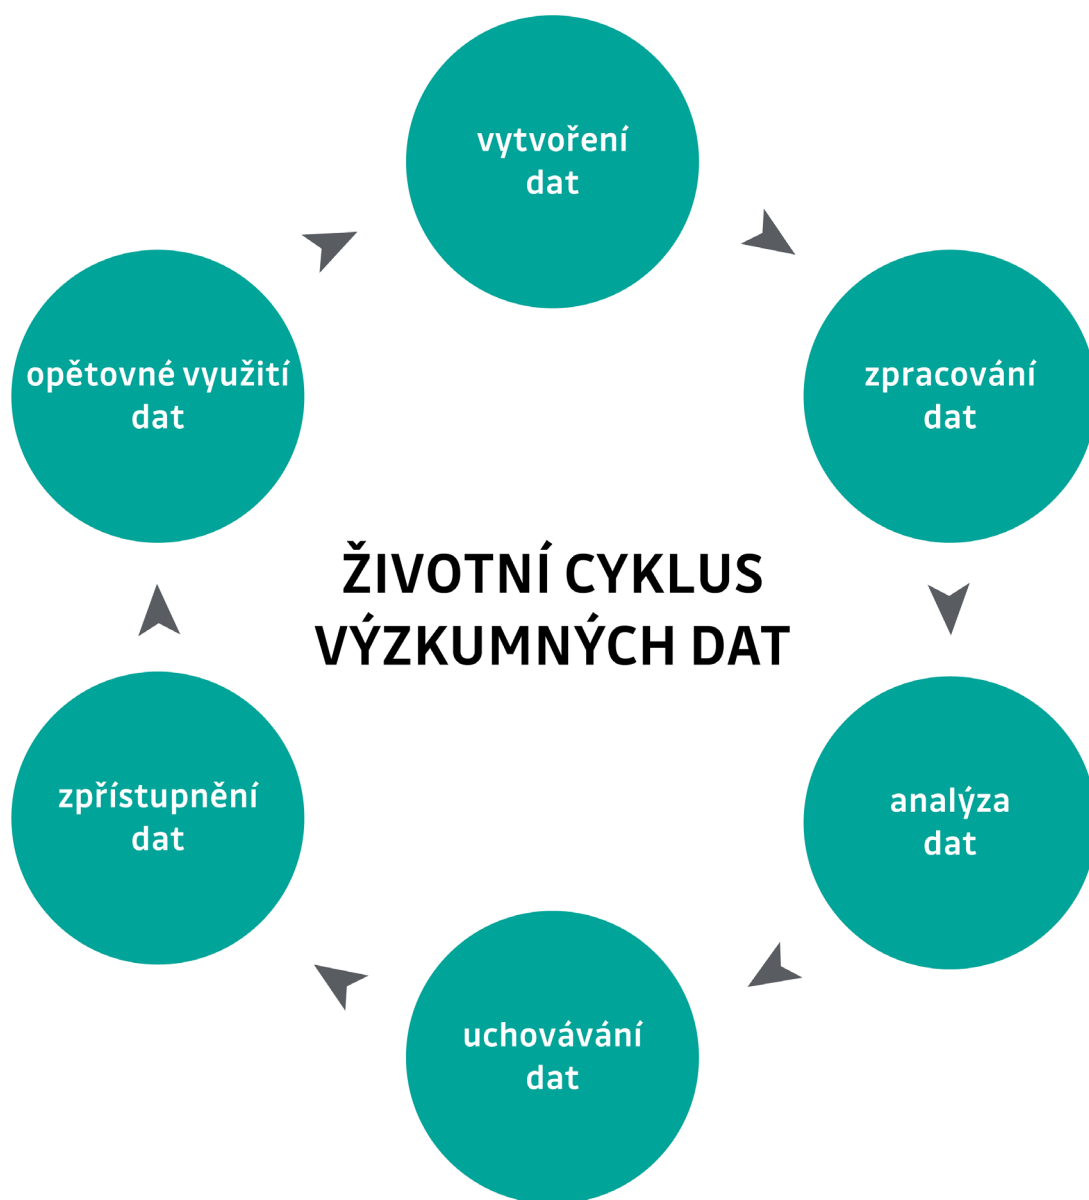 vytvoření
dat
zpracování
dat
analýza
dat
uchovávání
dat
zpřístupnění
dat
opětovné využití
dat
ŽIVOTNÍ CYKLUS
VÝZKUMNÝCH DAT